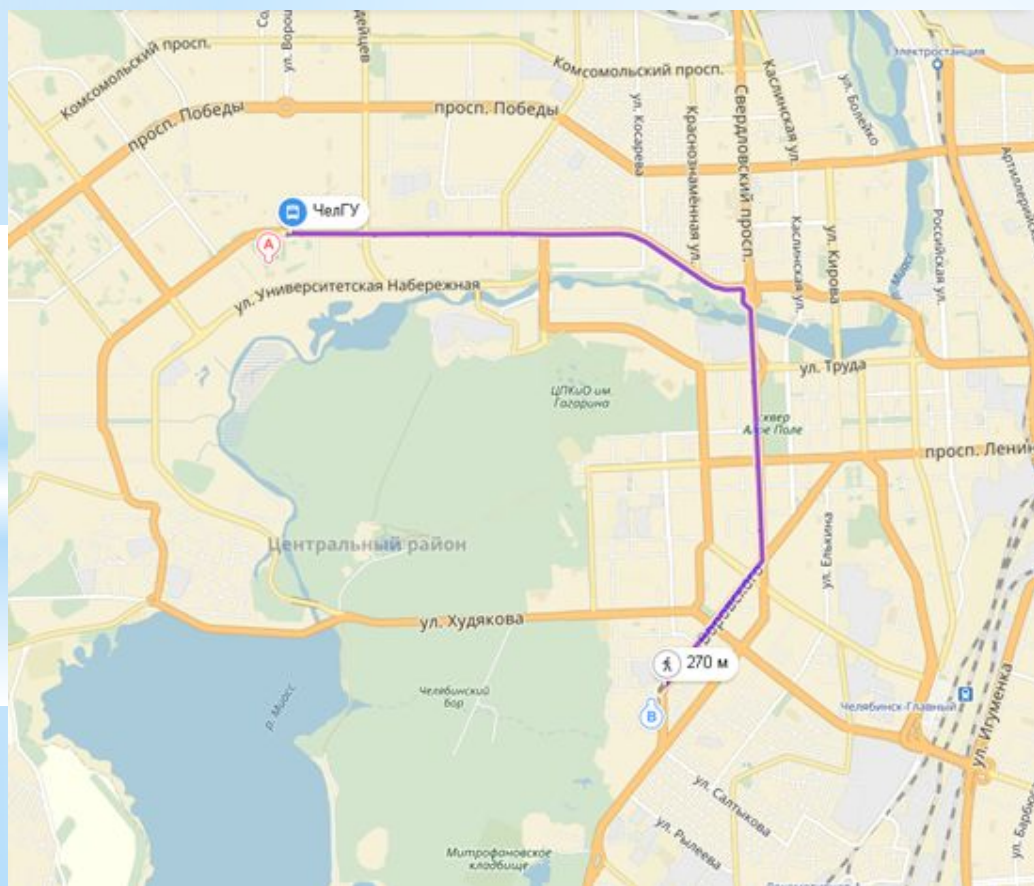 Комсомольский просп.
просп. Победы
просп. Победы
Комсомольский просп.
ул. Косарева
Краснознамённая ул.
Свердловский просп.
Каслинская ул.
ул. Болейко
Электростанция
ЧелГУ
A
ул. Университетская Набережная
Каслинская ул.
ул. Кирова
р. Миасс
Российская ул.
ЦПКиО им.
Гагарина
ул. Труда
сквер
Алое Поле
просп. Ленин
Центральный район
ул. Елькина
ул. Худякова
270 м
B
Челябинский
бор
р. Миасс
Челябинск-Главный
ул. Игуменка
ул. Салтыкова
ул. Рылеева
Митрофановское
кладбище